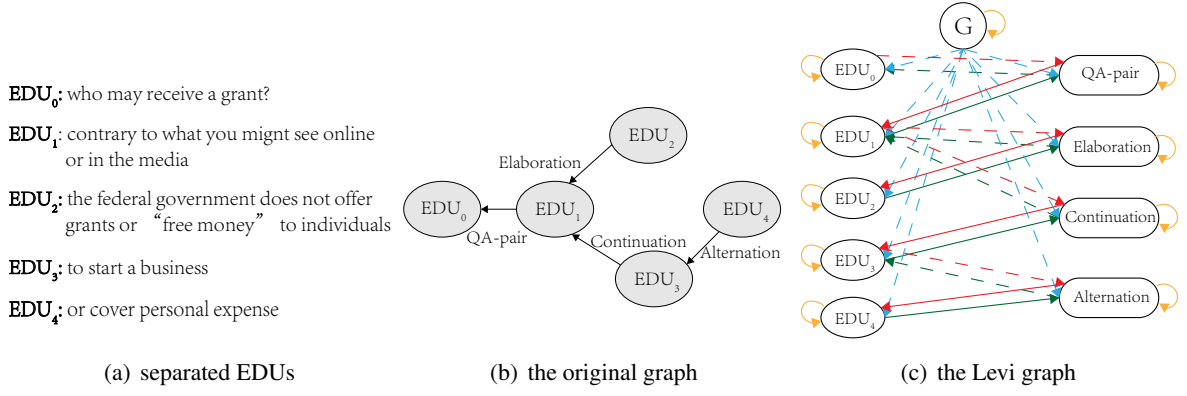 EDU₀: who may receive a grant?
EDU₁: contrary to what you mignt see online
or in the media
EDU₂: the federal government does not offer
grants or “free money” to individuals
EDU₃: to start a business
EDU₄: or cover personal expense
(a) separated EDUs
EDU₂
Elaboration
EDU₀
EDU₁
EDU₄
QA-pair
Continuation
Alternation
EDU₃
(b) the original graph
G
EDU₀
QA-pair
EDU₁
Elaboration
EDU₂
Continuation
EDU₃
Alternation
EDU₄
(c) the Levi graph